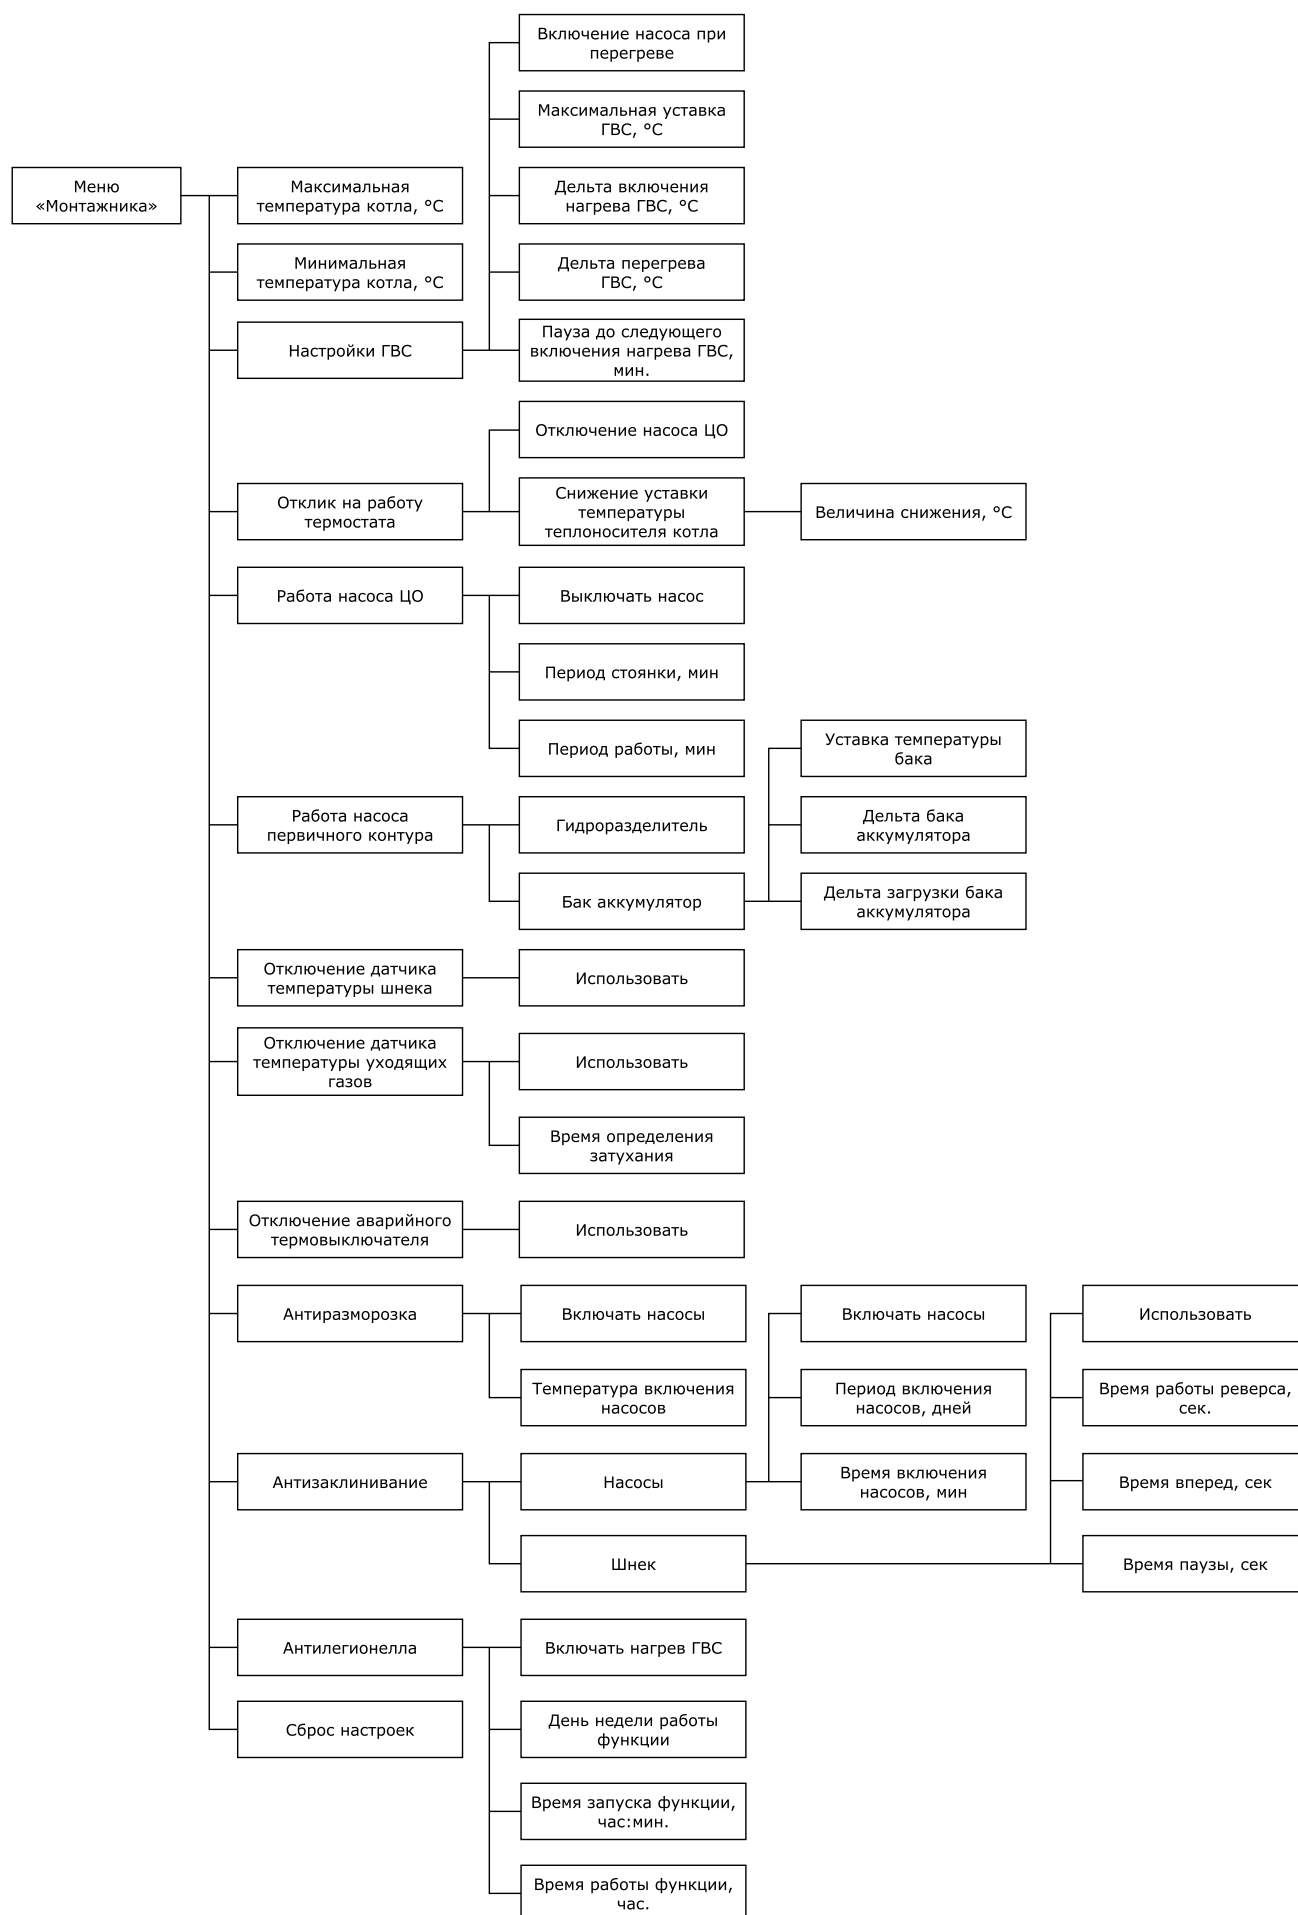 Меню
«Монтажника»
Максимальная
температура котла, °C
Минимальная
температура котла, °C
Настройки ГВС
Включение насоса при
перегреве
Максимальная уставка
ГВС, °C
Дельта включения
нагрева ГВС, °C
Дельта перегрева
ГВС, °C
Пауза до следующего
включения нагрева ГВС,
мин.
Отклик на работу
термостата
Отключение насоса ЦО
Снижение уставки
температуры
теплоносителя котла
Величина снижения, °C
Работа насоса ЦО
Выключать насос
Период стоянки, мин
Период работы, мин
Работа насоса
первичного контура
Гидроразделитель
Бак аккумулятор
Уставка температуры
бака
Дельта бака
аккумулятора
Дельта загрузки бака
аккумулятора
Отключение датчика
температуры шнека
Использовать
Отключение датчика
температуры уходящих
газов
Использовать
Время определения
затухания
Отключение аварийного
термовыключателя
Использовать
Антиразморозка
Включать насосы
Температура включения
насосов
Антизаклинивание
Насосы
Включать насосы
Период включения
насосов, дней
Время включения
насосов, мин
Шнек
Использовать
Время работы реверса,
сек.
Время вперед, сек
Время паузы, сек
Антилегионелла
Включать нагрев ГВС
День недели работы
функции
Время запуска функции,
час:мин.
Время работы функции,
час.
Сброс настроек